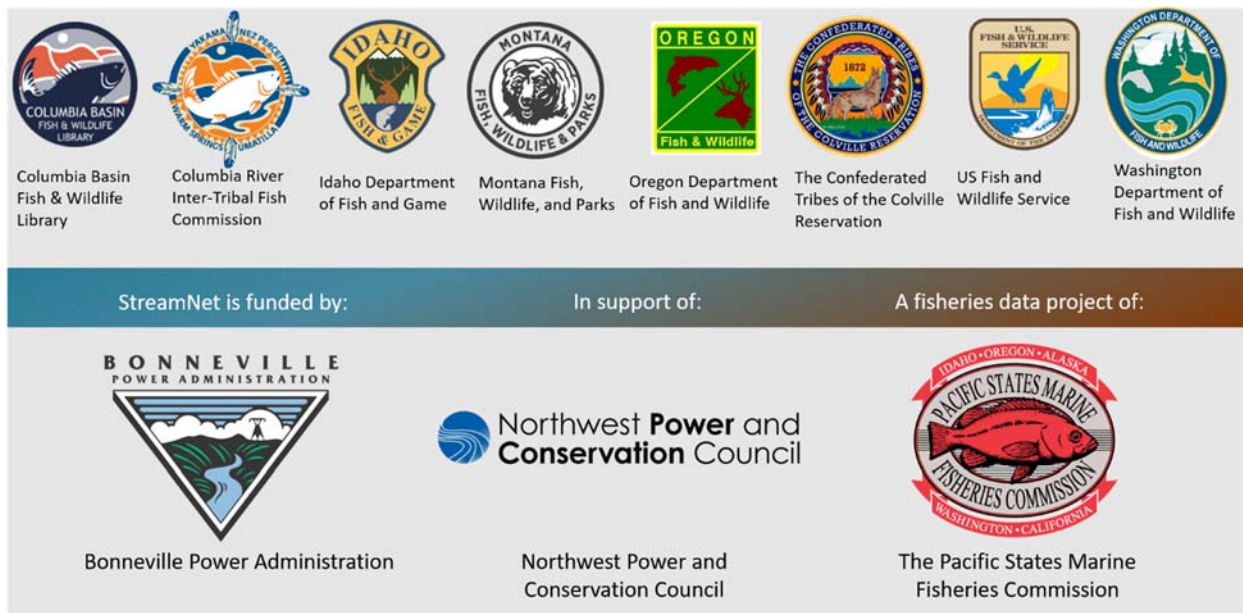 COLUMBIA BASIN
FISH & WILDLIFE
LIBRARY
YAKAMA
NEZ PERCE
WARM SPRINGS
UMATILLA
IDAHO
FISH & GAME
MONTANA
FISH, WILDLIFE & PARKS
OREGON
Fish & Wildlife
THE CONFEDERATED TRIBES
1872
OF THE COLVILLE RESERVATION
U.S.
FISH & WILDLIFE
SERVICE
DEPARTMENT OF THE INTERIOR
WASHINGTON DEPARTMENT OF
FISH AND WILDLIFE
Columbia Basin
Fish & Wildlife
Library
Columbia River
Inter-Tribal Fish
Commission
Idaho Department
of Fish and Game
Montana Fish,
Wildlife, and Parks
Oregon Department
of Fish and Wildlife
The Confederated
Tribes of the Colville
Reservation
US Fish and
Wildlife Service
Washington
Department of
Fish and Wildlife
StreamNet is funded by:
In support of:
A fisheries data project of:
BONNEVILLE
POWER ADMINISTRATION
Northwest Power and
Conservation Council
IDAHO • OREGON • ALASKA
PACIFIC STATES MARINE
FISHERIES COMMISSION
WASHINGTON • CALIFORNIA
Bonneville Power Administration
Northwest Power and
Conservation Council
The Pacific States Marine
Fisheries Commission